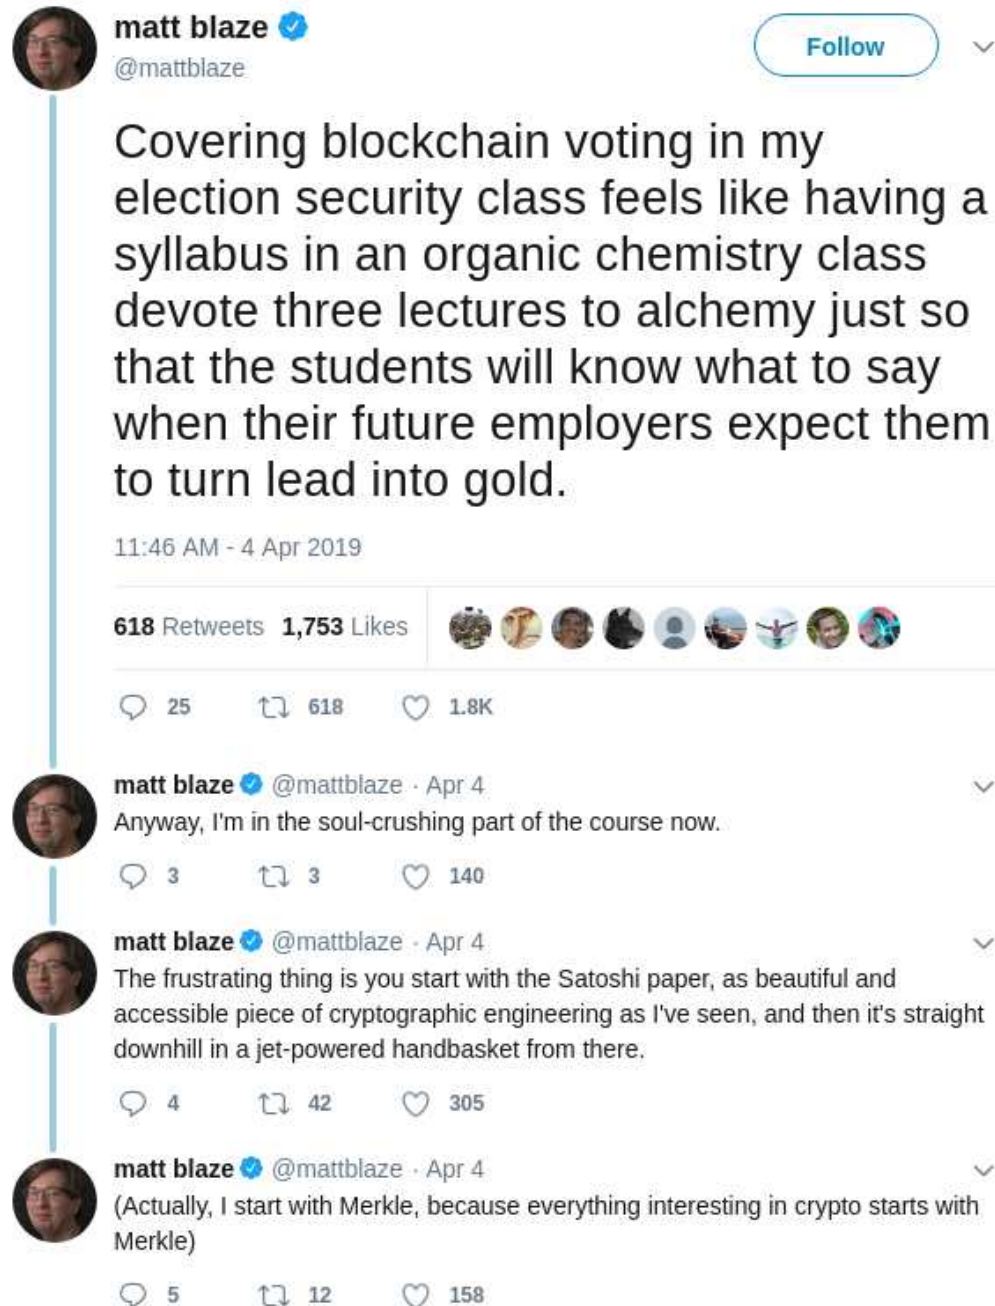 matt blaze
@mattblaze
Follow
Covering blockchain voting in my
election security class feels like having a
syllabus in an organic chemistry class
devote three lectures to alchemy just so
that the students will know what to say
when their future employers expect them
to turn lead into gold.
11:46 AM - 4 Apr 2019
618 Retweets 1,753 Likes
25 618 1.8K
matt blaze @mattblaze · Apr 4
Anyway, I'm in the soul-crushing part of the course now.
3 3 140
matt blaze @mattblaze · Apr 4
The frustrating thing is you start with the Satoshi paper, as beautiful and
accessible piece of cryptographic engineering as I've seen, and then it's straight
downhill in a jet-powered handbasket from there.
4 42 305
matt blaze @mattblaze · Apr 4
(Actually, I start with Merkle, because everything interesting in crypto starts with
Merkle)
5 12 158